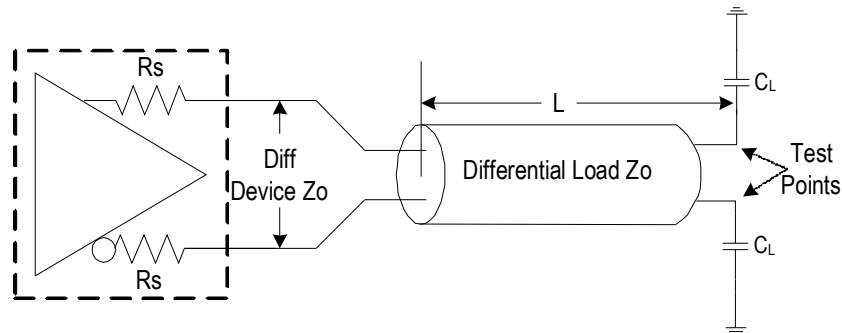 Rs
Diff
Device Zo
Rs
L
Differential Load Zo
CL
Test
Points
CL